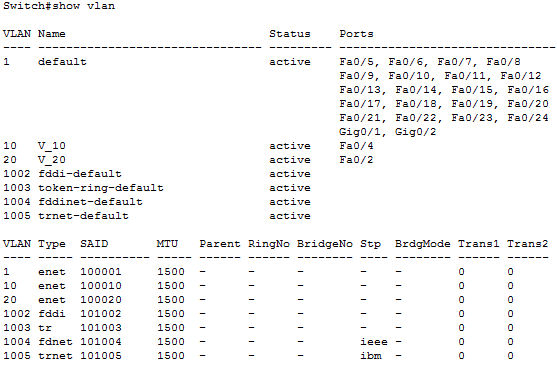 Switch#show vlan
VLAN Name                             Status    Ports
---- -------------------------------- --------- -------------------------------
1    default                          active    Fa0/5, Fa0/6, Fa0/7, Fa0/8
                                                Fa0/9, Fa0/10, Fa0/11, Fa0/12
                                                Fa0/13, Fa0/14, Fa0/15, Fa0/16
                                                Fa0/17, Fa0/18, Fa0/19, Fa0/20
                                                Fa0/21, Fa0/22, Fa0/23, Fa0/24
                                                Gig0/1, Gig0/2
10   V_10                             active    Fa0/4
20   V_20                             active    Fa0/2
1002 fddi-default                     active
1003 token-ring-default               active
1004 fddinet-default                  active
1005 trnet-default                    active
VLAN Type  SAID       MTU   Parent RingNo BridgeNo Stp  BrdgMode Trans1 Trans2
---- ----- ---------- ----- ------ ------ -------- ---- -------- ------ ------
1    enet  100001     1500  -      -      -        -    -        0      0
10   enet  100010     1500  -      -      -        -    -        0      0
20   enet  100020     1500  -      -      -        -    -        0      0
1002 fddi  101002     1500  -      -      -        -    -        0      0
1003 tr    101003     1500  -      -      -        -    -        0      0
1004 fdnet 101004     1500  -      -      -        ieee -        0      0
1005 trnet 101005     1500  -      -      -        ibm  -        0      0